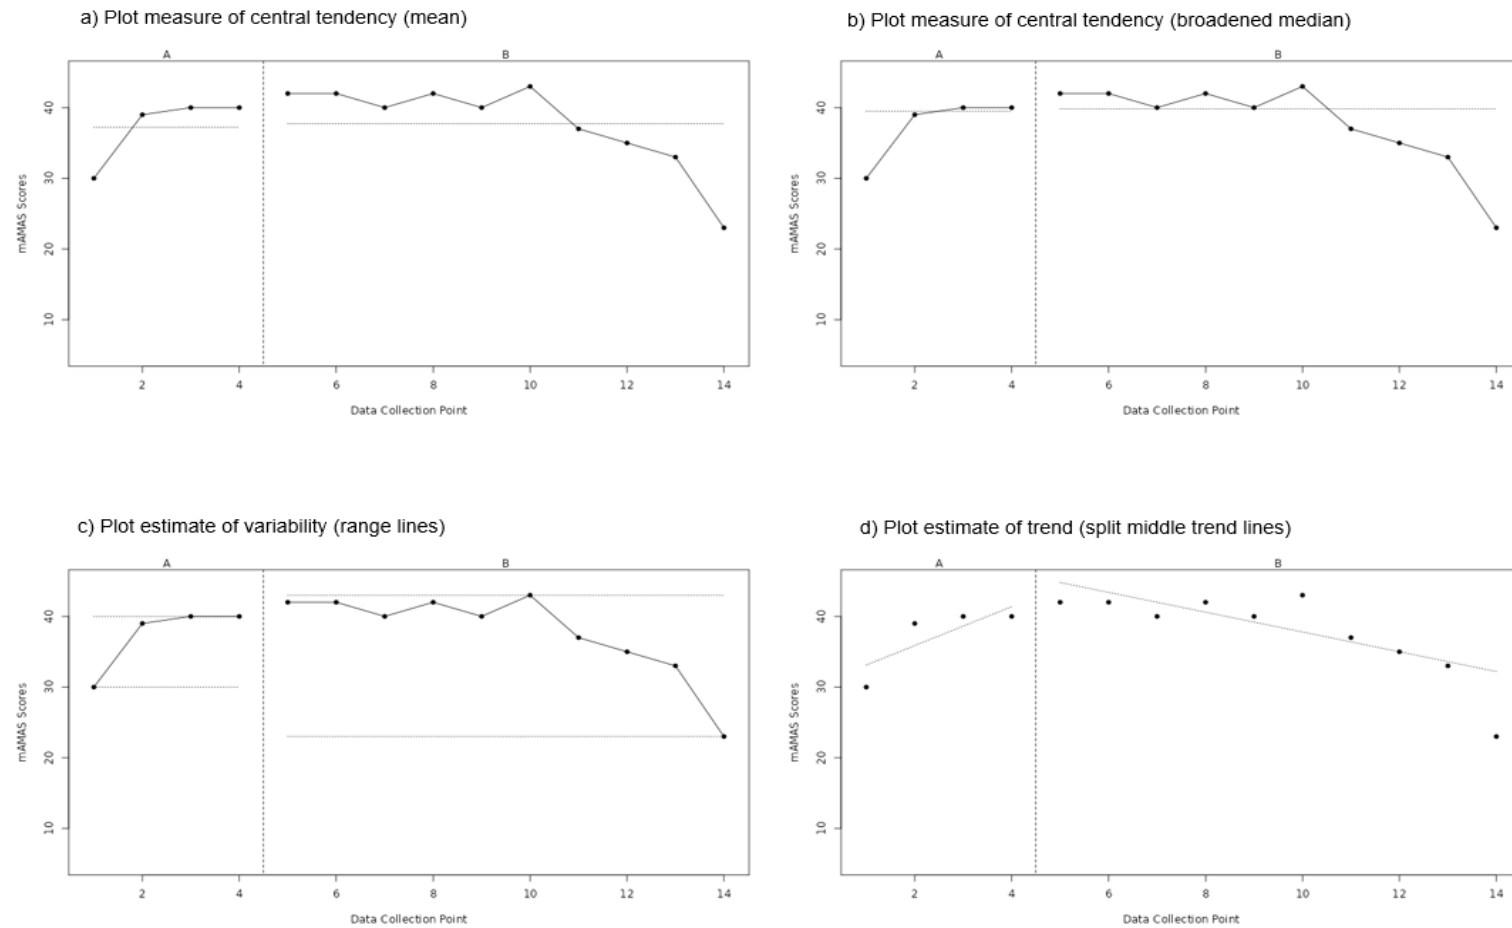 a) Plot measure of central tendency (mean)
A B
mAMAS Scores
40
30
20
10
2 4 6 8 10 12 14
Data Collection Point
b) Plot measure of central tendency (broadened median)
A B
mAMAS Scores
40
30
20
10
2 4 6 8 10 12 14
Data Collection Point
c) Plot estimate of variability (range lines)
A B
mAMAS Scores
40
30
20
10
2 4 6 8 10 12 14
Data Collection Point
d) Plot estimate of trend (split middle trend lines)
A B
mAMAS Scores
40
30
20
10
2 4 6 8 10 12 14
Data Collection Point